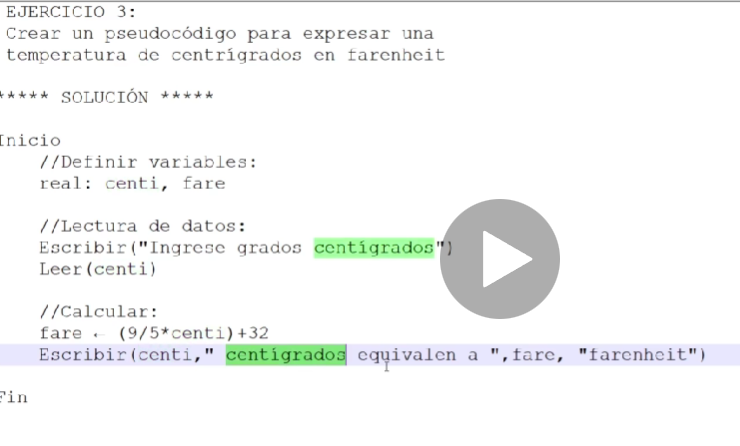 EJERCICIO 3:
Crear un pseudocódigo para expresar una
temperatura de centrígrados en farenheit
***** SOLUCIÓN *****
Inicio
//Definir variables:
real: centi, fare
//Lectura de datos:
Escribir("Ingrese grados centígrados")
Leer(centi)
//Calcular:
fare ← (9/5*centi)+32
Escribir(centi," centígrados equivalen a ",fare, "farenheit")
Fin